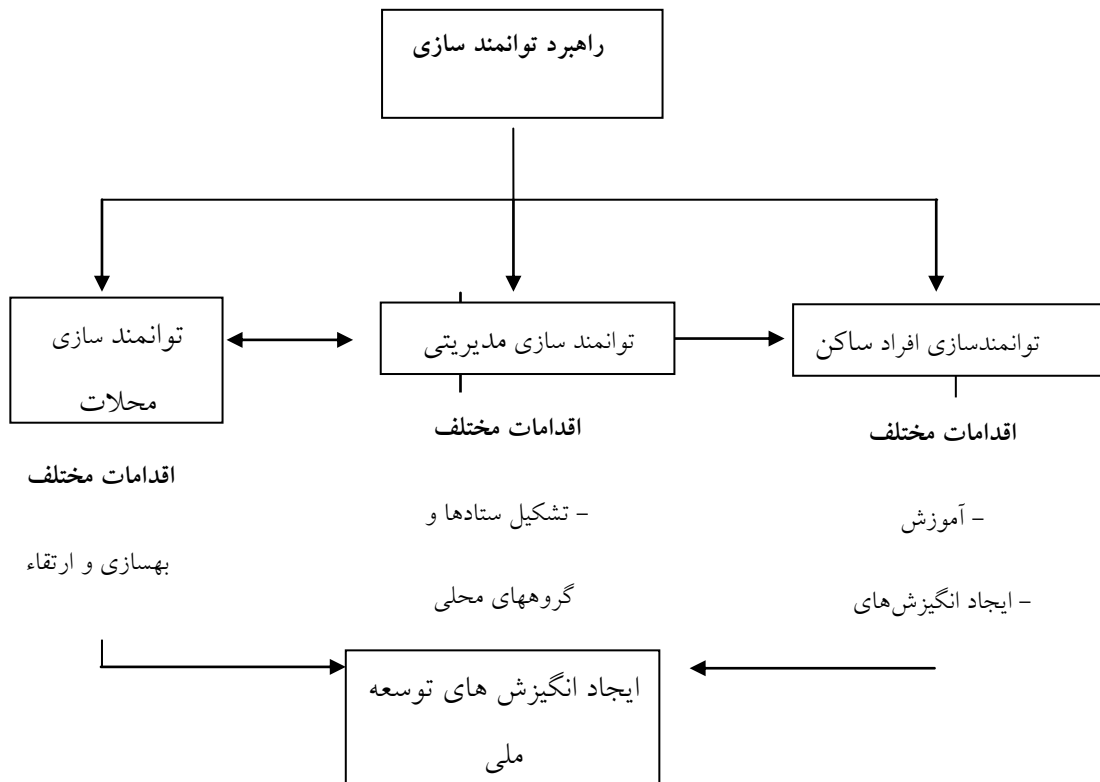 راهبرد توانمند سازی
توانمندسازی افراد ساکن
توانمند سازی مدیریتی
توانمند سازی
محلات
اقدامات مختلف
– آموزش
– ایجاد انگیزش‌های
اقدامات مختلف
– تشکیل ستادها و
گروههای محلی
اقدامات مختلف
بهسازی و ارتقاء
ایجاد انگیزش های توسعه
ملی